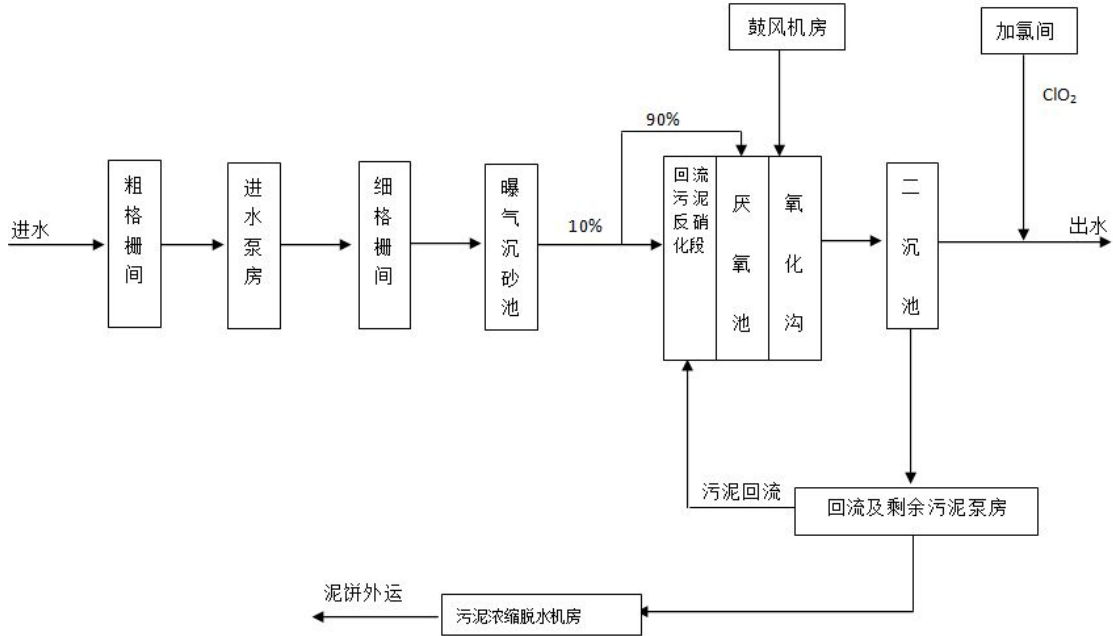 鼓风机房
加氯间
ClO₂
90%
进水
粗格栅间
进水泵房
细格栅间
曝气沉砂池
10%
回流
污泥
反硝
化段
厌氧池
氧化沟
二沉池
出水
污泥回流
回流及剩余污泥泵房
泥饼外运
污泥浓缩脱水机房